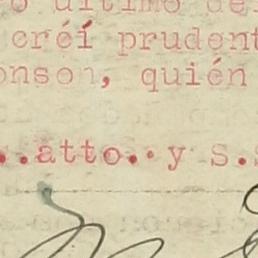 o último de
creí prudent
onson, quién
..atto.. y S.S